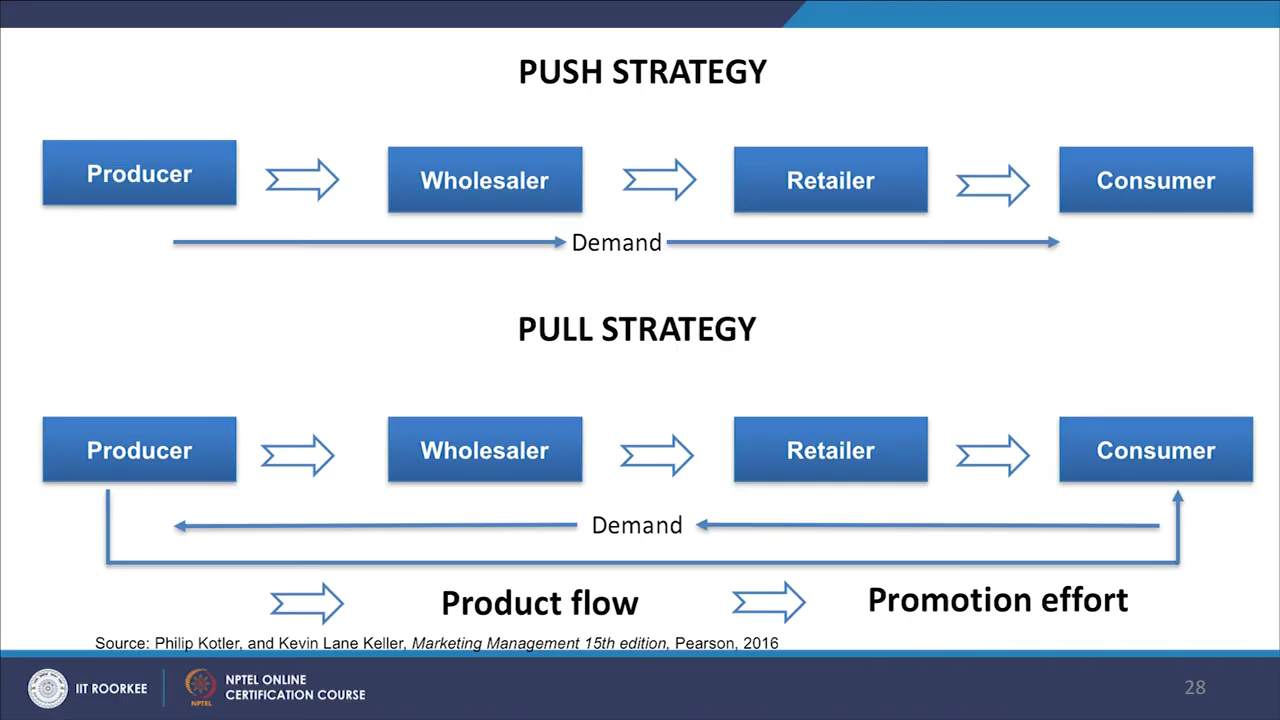 PUSH STRATEGY
Producer
Wholesaler
Retailer
Consumer
Demand
PULL STRATEGY
Producer
Wholesaler
Retailer
Consumer
Demand
Product flow
Promotion effort
Source: Philip Kotler, and Kevin Lane Keller, Marketing Management 15th edition, Pearson, 2016
IIT ROORKEE
NPTEL
NPTEL ONLINE
CERTIFICATION COURSE
28